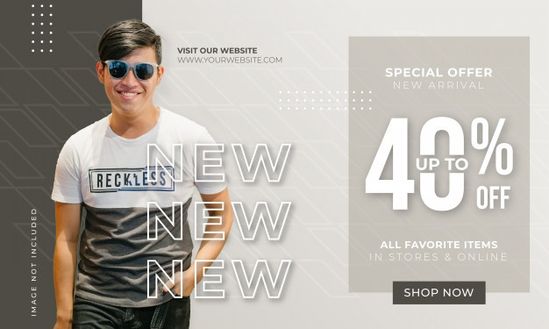 VISIT OUR WEBSITE
WWW.YOURWEBSITE.COM
RECKLESS
NEW
NEW
NEW
IMAGE NOT INCLUDED
SPECIAL OFFER
NEW ARRIVAL
UP TO
40%
OFF
ALL FAVORITE ITEMS
IN STORES & ONLINE
SHOP NOW